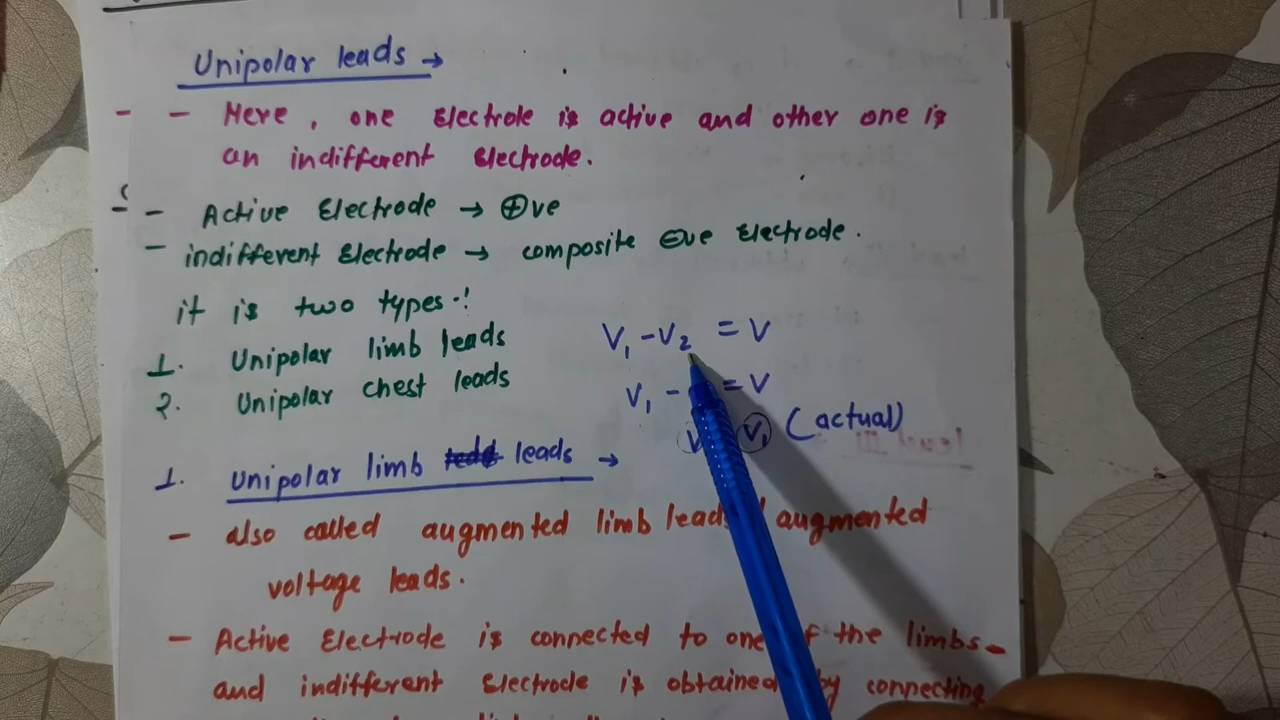 Unipolar leads →
- Here, one Electrode is active and other one is
an indifferent Electrode.
- Active Electrode → ⊕ve
- indifferent Electrode → composite ⊖ve Electrode.
it is two types :-
1. Unipolar limb leads
V₁ - V₂ = V
2. Unipolar chest leads
V₁ - = V
V V₁ (actual)
1. Unipolar limb leads →
- also called augmented limb leads / augmented
voltage leads.
- Active Electrode is connected to one of the limbs
and indifferent Electrode is obtained by connecting